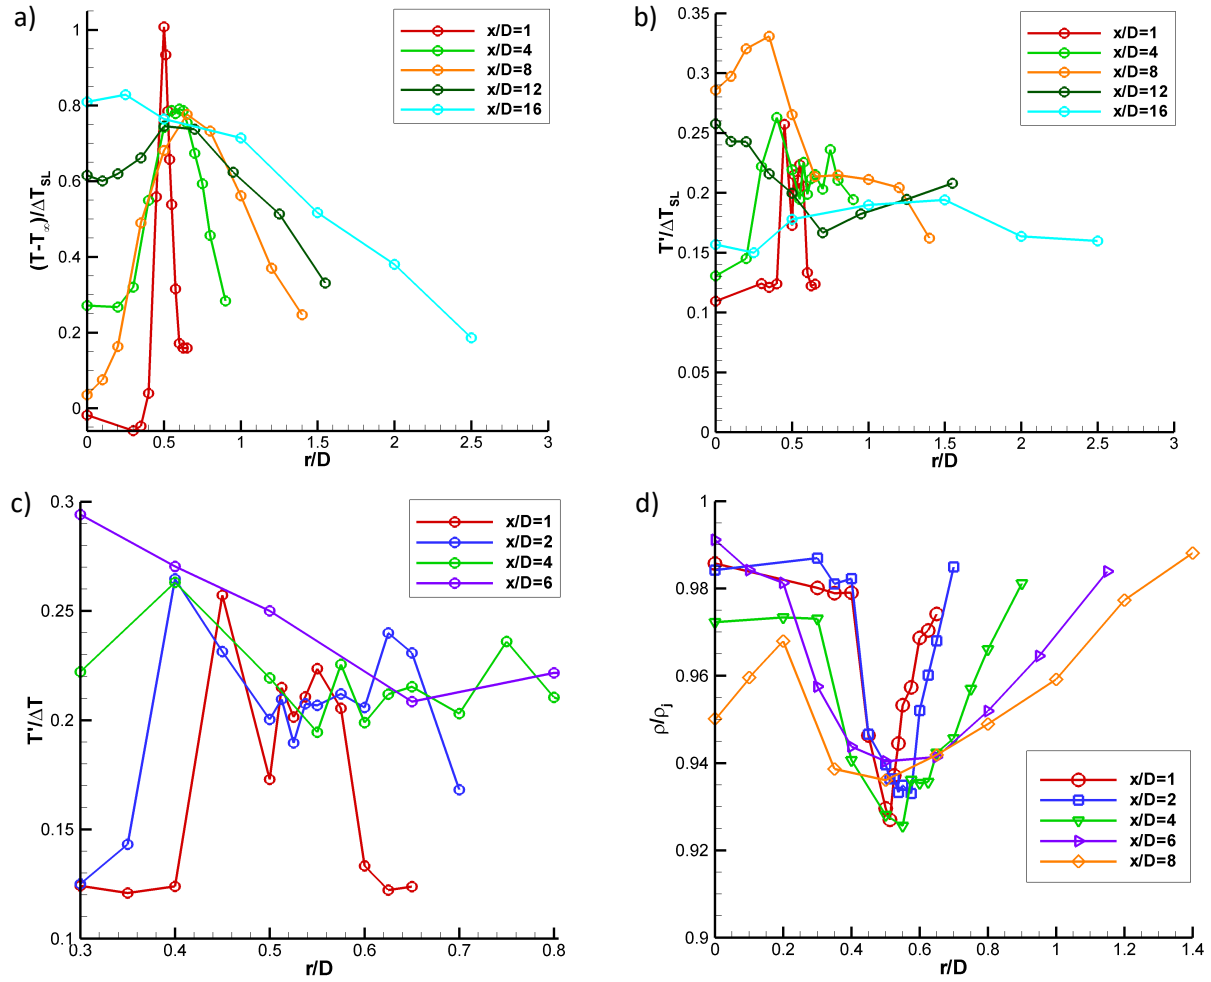 a)
x/D=1
x/D=4
x/D=8
x/D=12
x/D=16
(T-T∞)/ΔT_SL
1
0.8
0.6
0.4
0.2
0
0 0.5 1 1.5 2 2.5 3
r/D
b)
x/D=1
x/D=4
x/D=8
x/D=12
x/D=16
T'/ΔT_SL
0.35
0.3
0.25
0.2
0.15
0.1
0.05
0
0 0.5 1 1.5 2 2.5 3
r/D
c)
x/D=1
x/D=2
x/D=4
x/D=6
T'/ΔT
0.3
0.25
0.2
0.15
0.1
0.3 0.4 0.5 0.6 0.7 0.8
r/D
d)
x/D=1
x/D=2
x/D=4
x/D=6
x/D=8
ρ/ρj
1
0.98
0.96
0.94
0.92
0.9
0 0.2 0.4 0.6 0.8 1 1.2 1.4
r/D